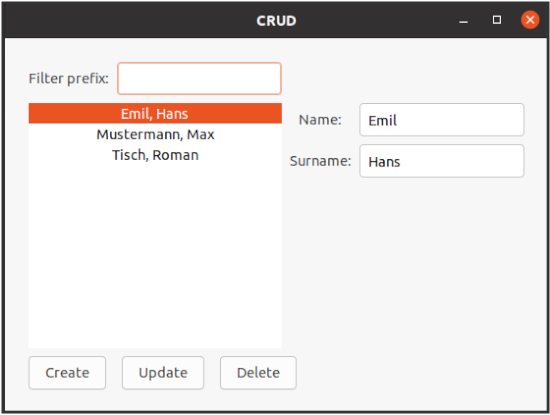 CRUD
Filter prefix:
Emil, Hans
Mustermann, Max
Tisch, Roman
Name: Emil
Surname: Hans
Create Update Delete